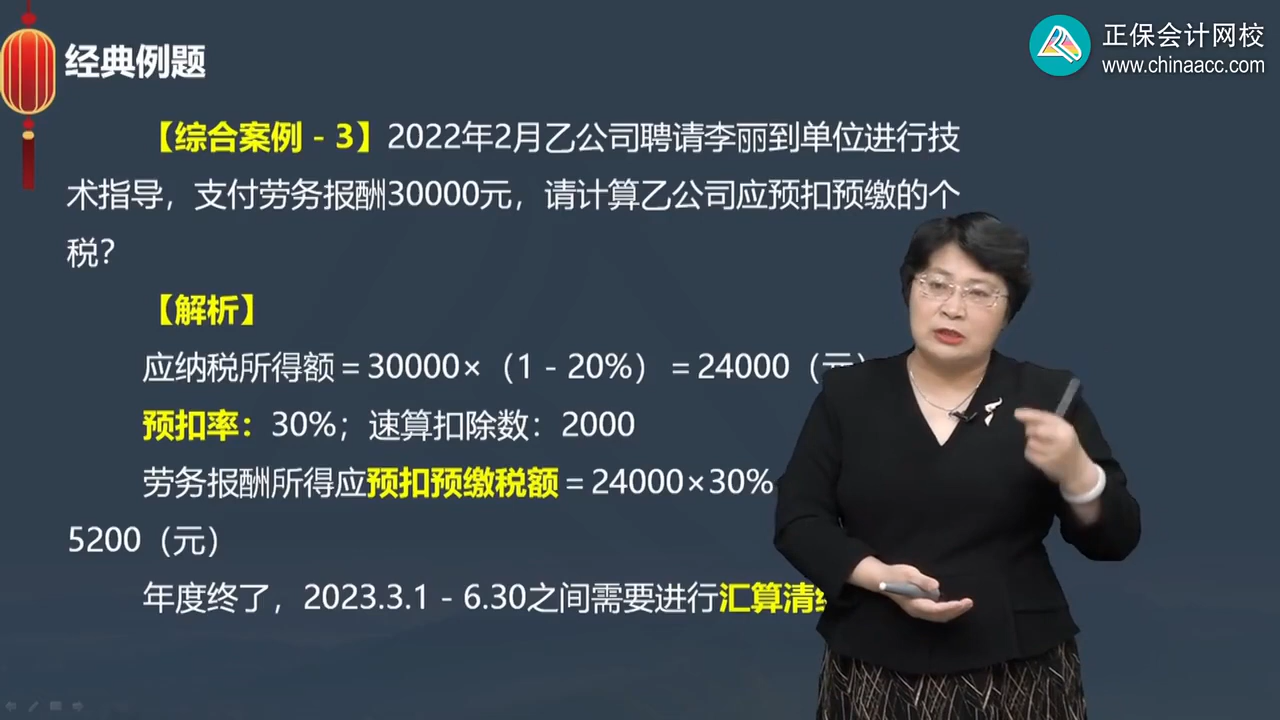 经典例题
正保会计网校
www.chinaacc.com
【综合案例－3】2022年2月乙公司聘请李丽到单位进行技
术指导，支付劳务报酬30000元，请计算乙公司应预扣预缴的个
税？
【解析】
应纳税所得额＝30000×（1－20%）＝24000（元）
预扣率：30%；速算扣除数：2000
劳务报酬所得应预扣预缴税额＝24000×30%
5200（元）
年度终了，2023.3.1－6.30之间需要进行汇算清